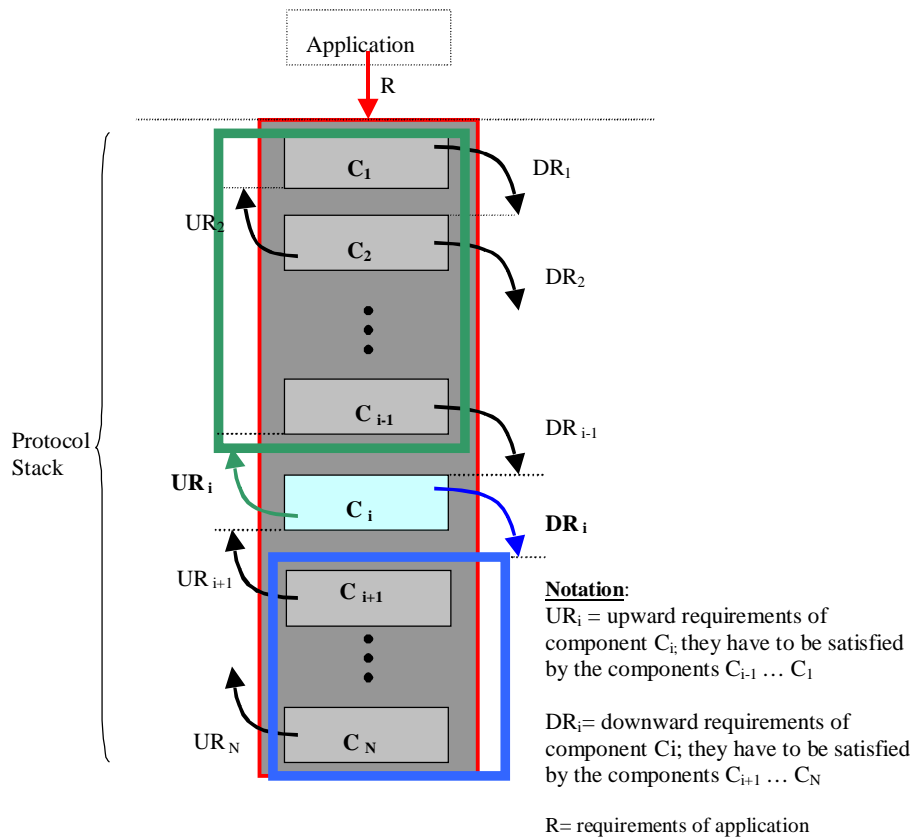 Application
R
C1
DR1
UR2
C2
DR2
C i-1
DR i-1
Protocol
Stack
UR i
C i
DR i
UR i+1
C i+1
UR N
C N
Notation:
URi = upward requirements of
component Ci; they have to be satisfied
by the components Ci-1 … C1
DRi= downward requirements of
component Ci; they have to be satisfied
by the components Ci+1 … CN
R= requirements of application